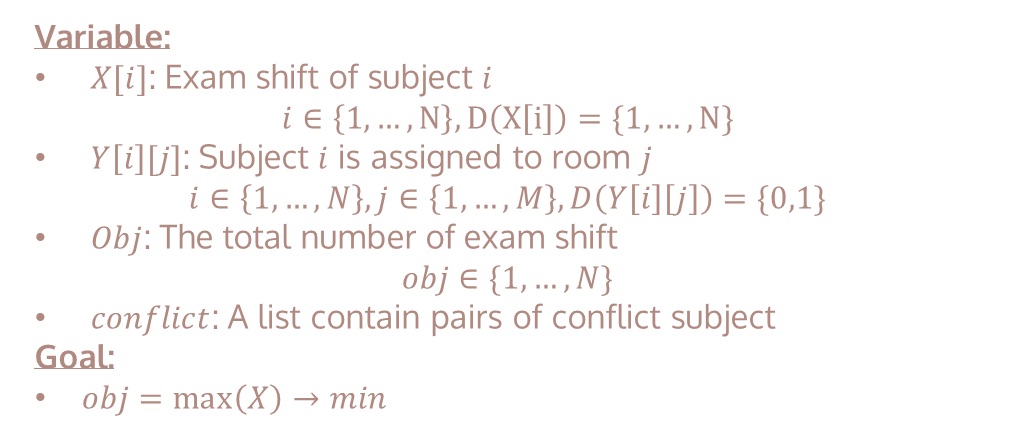 Variable:
• X[i]: Exam shift of subject i
i ∈ {1, … , N}, D(X[i]) = {1, … , N}
• Y[i][j]: Subject i is assigned to room j
i ∈ {1, … , N}, j ∈ {1, … , M}, D(Y[i][j]) = {0,1}
• Obj: The total number of exam shift
obj ∈ {1, … , N}
• conflict: A list contain pairs of conflict subject
Goal:
• obj = max(X) → min